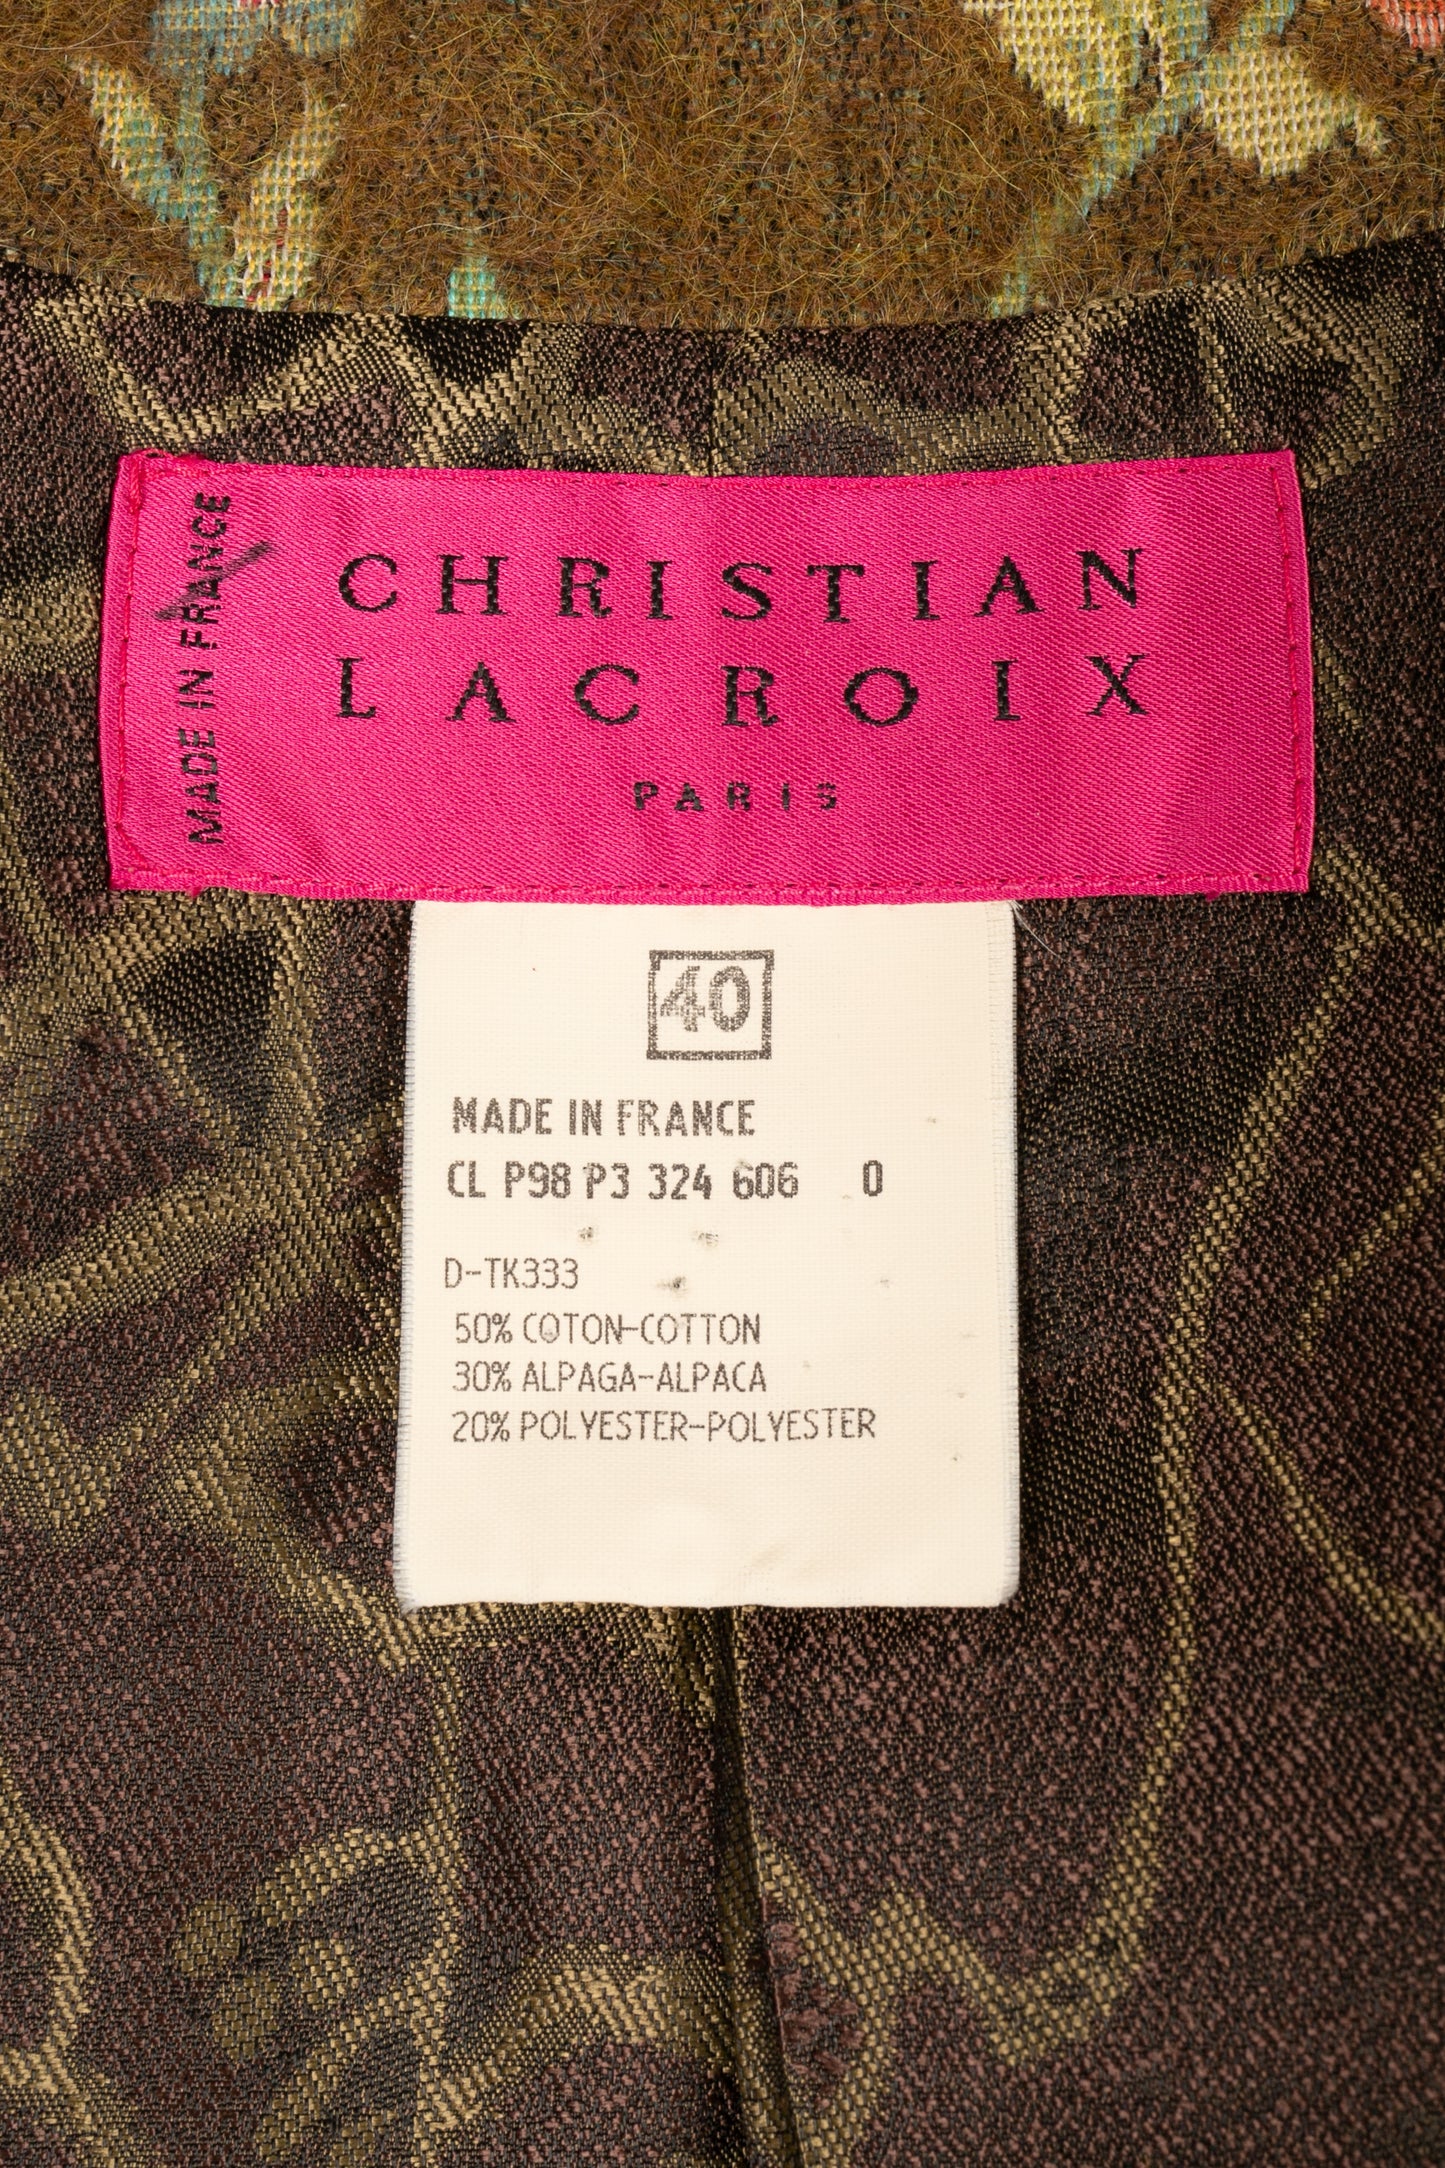 MADE IN FRANCE
CHRISTIAN
LACROIX
PARIS
40
MADE IN FRANCE
CL P98 P3 324 606 0
D-TK333
50% COTON-COTTON
30% ALPAGA-ALPACA
20% POLYESTER-POLYESTER